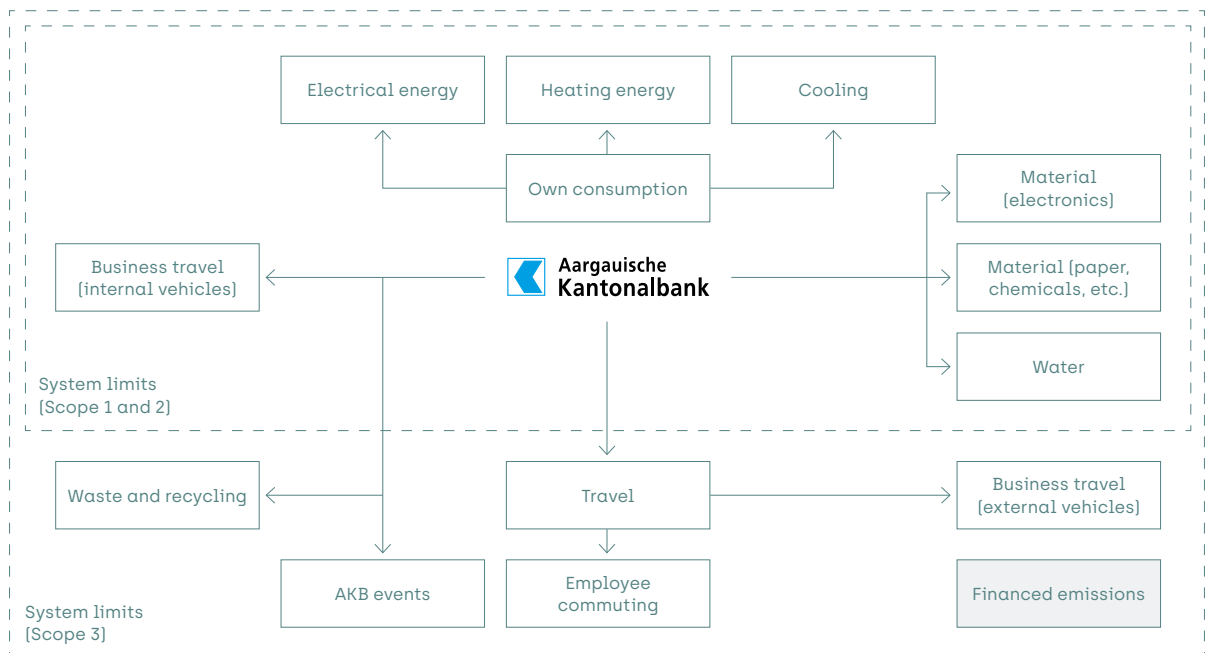 Electrical energy
Heating energy
Cooling
Own consumption
Material
(electronics)
Business travel
(internal vehicles)
Aargauische
Kantonalbank
Material (paper,
chemicals, etc.)
Water
System limits
(Scope 1 and 2)
Waste and recycling
Travel
Business travel
(external vehicles)
AKB events
Employee
commuting
Financed emissions
System limits
(Scope 3)